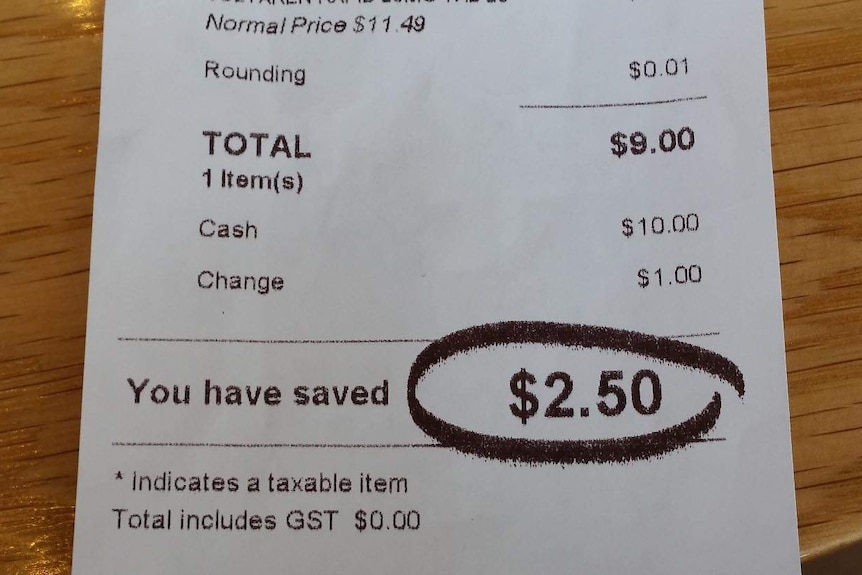 Normal Price $11.49
Rounding $0.01
TOTAL $9.00
1 Item(s)
Cash $10.00
Change $1.00
You have saved $2.50
* indicates a taxable item
Total includes GST $0.00